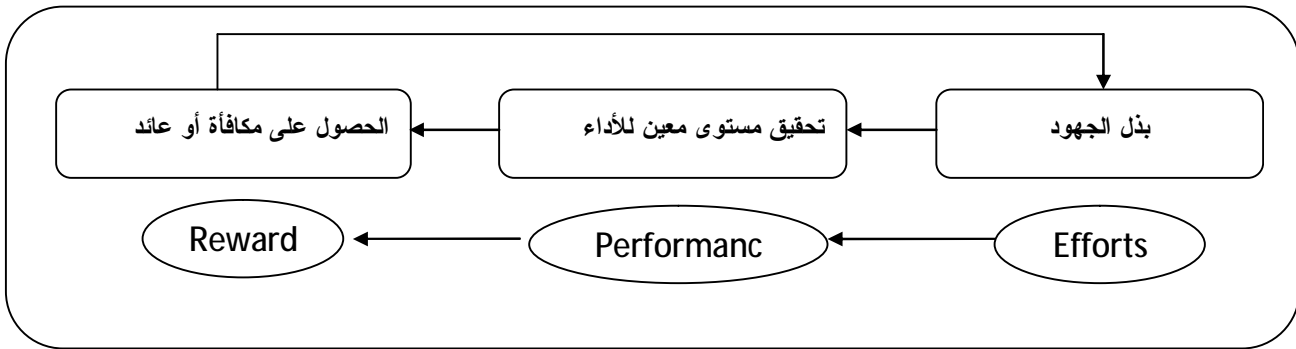 بذل الجهود
تحقيق مستوى معين للأداء
الحصول على مكافأة أو عائد
Efforts
Performanc
Reward